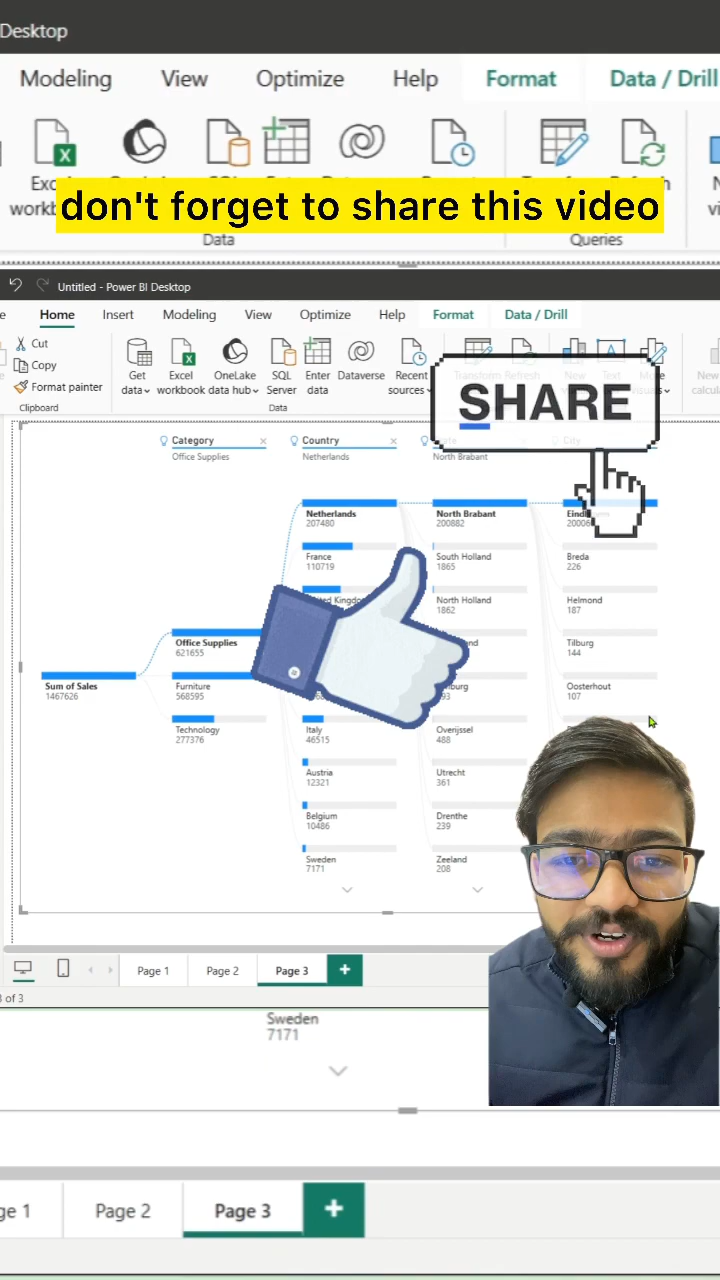 Desktop
Modeling View Optimize Help Format Data / Drill
don't forget to share this video
Data Queries
Untitled - Power BI Desktop
Home Insert Modeling View Optimize Help Format Data / Drill
Cut
Copy
Format painter
Clipboard
Get data
Excel workbook
OneLake data hub
SQL Server
Enter data
Dataverse
Recent sources
Data
SHARE
Category
Office Supplies
Country
Netherlands
North Brabant
City
Sum of Sales
1467626
Office Supplies
621655
Furniture
568595
Technology
277376
Netherlands
207480
France
110719
Italy
46515
Austria
12321
Belgium
10486
Sweden
7171
North Brabant
200882
South Holland
1865
North Holland
1862
Overijssel
488
Utrecht
361
Drenthe
239
Zeeland
208
Breda
226
Helmond
187
Tilburg
144
Oosterhout
107
Page 1 Page 2 Page 3
of 3
Sweden
7171
Page 2 Page 3